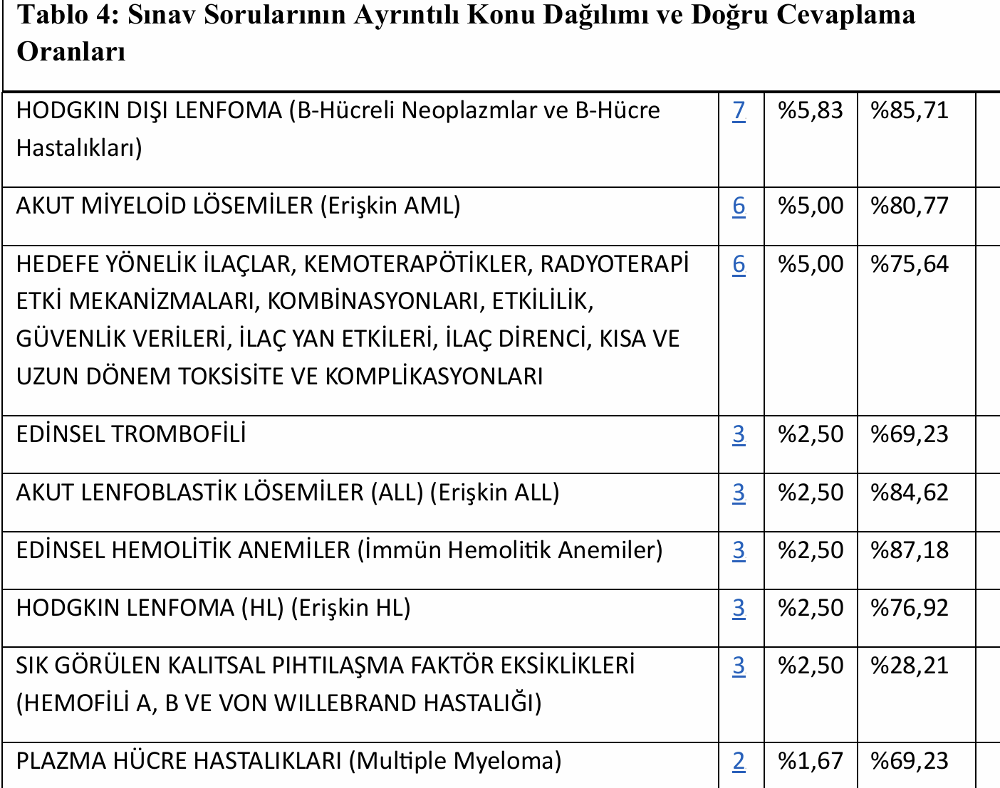 Tablo 4: Sınav Sorularının Ayrıntılı Konu Dağılımı ve Doğru Cevaplama
Oranları
HODGKIN DIŞI LENFOMA (B-Hücreli Neoplazmlar ve B-Hücre
Hastalıkları)
7 %5,83 %85,71
AKUT MİYELOİD LÖSEMİLER (Erişkin AML) 6 %5,00 %80,77
HEDEFE YÖNELİK İLAÇLAR, KEMOTERAPÖTİKLER, RADYOTERAPİ
ETKİ MEKANİZMALARI, KOMBİNASYONLARI, ETKİLİLİK,
GÜVENLİK VERİLERİ, İLAÇ YAN ETKİLERİ, İLAÇ DİRENCİ, KISA VE
UZUN DÖNEM TOKSİSİTE VE KOMPLİKASYONLARI
6 %5,00 %75,64
EDİNSEL TROMBOFİLİ 3 %2,50 %69,23
AKUT LENFOBLASTİK LÖSEMİLER (ALL) (Erişkin ALL) 3 %2,50 %84,62
EDİNSEL HEMOLİTİK ANEMİLER (İmmün Hemolitik Anemiler) 3 %2,50 %87,18
HODGKIN LENFOMA (HL) (Erişkin HL) 3 %2,50 %76,92
SIK GÖRÜLEN KALITSAL PIHTILAŞMA FAKTÖR EKSİKLİKLERİ
(HEMOFİLİ A, B VE VON WILLEBRAND HASTALIĞI)
3 %2,50 %28,21
PLAZMA HÜCRE HASTALIKLARI (Multiple Myeloma) 2 %1,67 %69,23